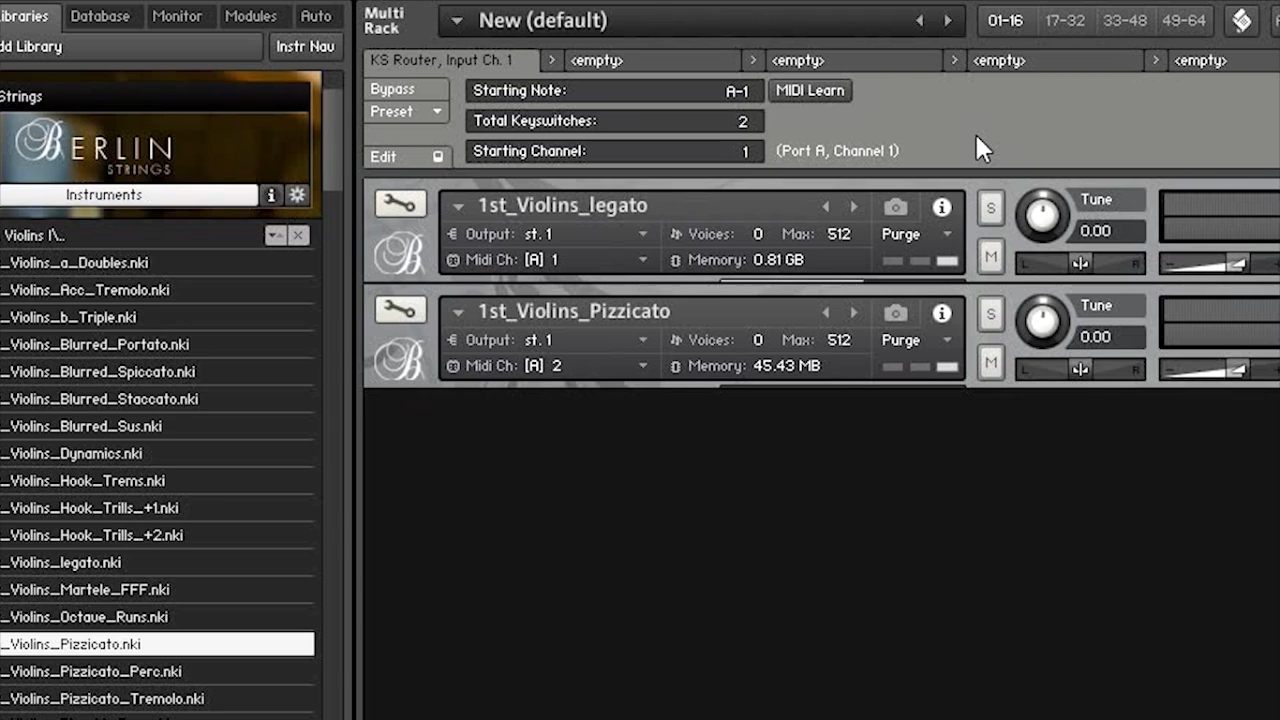 ibraries Database Monitor Modules Auto
dd Library Instr Nav
Strings
BERLIN
STRINGS
Instruments i
Violins I\..
_Violins_a_Doubles.nki
_Violins_Acc_Tremolo.nki
_Violins_b_Triple.nki
_Violins_Blurred_Portato.nki
_Violins_Blurred_Spiccato.nki
_Violins_Blurred_Staccato.nki
_Violins_Blurred_Sus.nki
_Violins_Dynamics.nki
_Violins_Hook_Trems.nki
_Violins_Hook_Trills_+1.nki
_Violins_Hook_Trills_+2.nki
_Violins_legato.nki
_Violins_Martele_FFF.nki
_Violins_Octave_Runs.nki
_Violins_Pizzicato.nki
_Violins_Pizzicato_Perc.nki
_Violins_Pizzicato_Tremolo.nki
Multi
Rack
New (default) 01-16 17-32 33-48 49-64
KS Router, Input Ch. 1 > <empty> > <empty> > <empty> > <empty>
Bypass
Preset
Edit
Starting Note: A-1 MIDI Learn
Total Keyswitches: 2
Starting Channel: 1 (Port A, Channel 1)
1st_Violins_legato i
Output: st.1 Voices: 0 Max: 512 Purge
Midi Ch: [A] 1 Memory: 0.81 GB
S
M
Tune
0.00
L R
B
1st_Violins_Pizzicato i
Output: st.1 Voices: 0 Max: 512 Purge
Midi Ch: [A] 2 Memory: 45.43 MB
S
M
Tune
0.00
L R
B